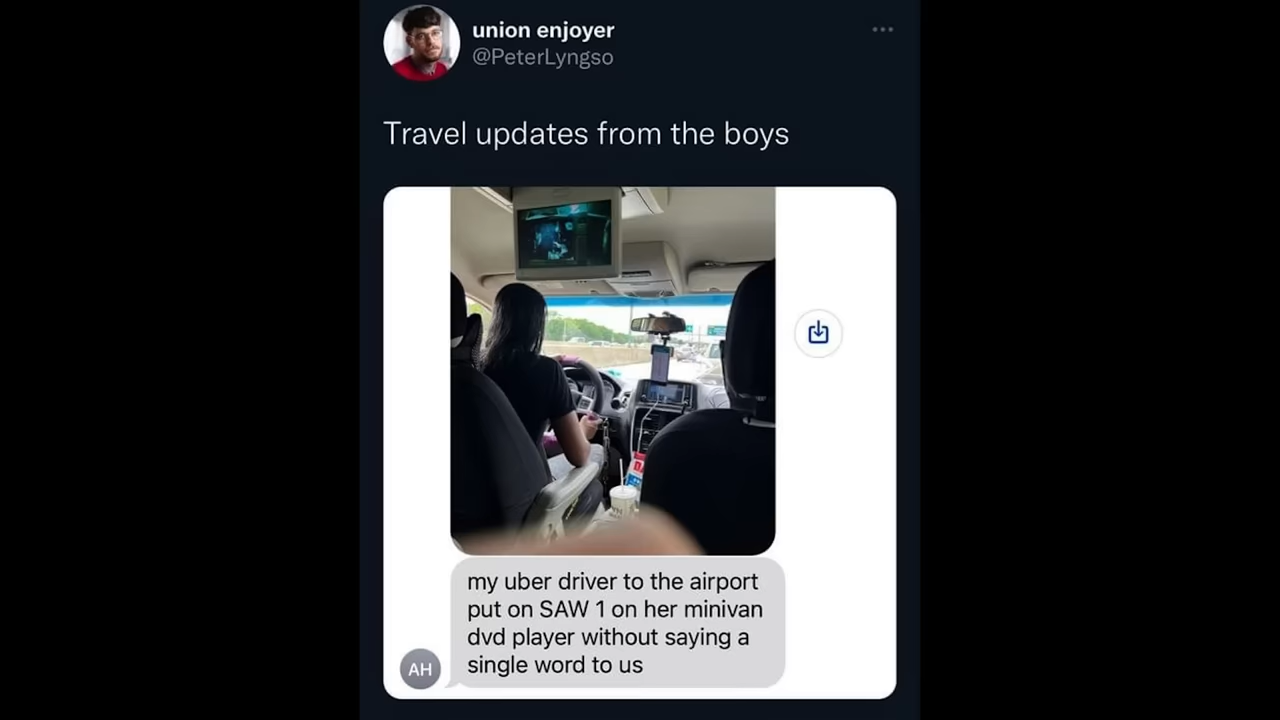 union enjoyer
@PeterLyngso
Travel updates from the boys
my uber driver to the airport
put on SAW 1 on her minivan
dvd player without saying a
single word to us
AH